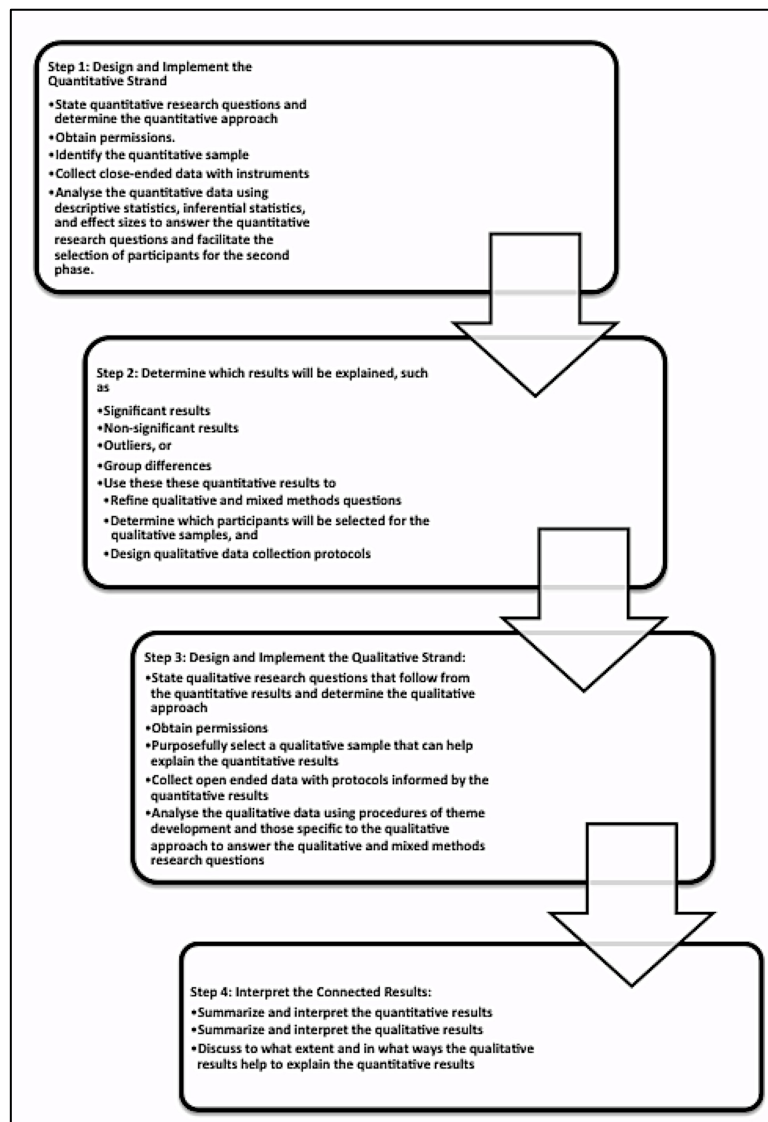 Step 1: Design and Implement the
Quantitative Strand
•State quantitative research questions and
determine the quantitative approach
•Obtain permissions.
•Identify the quantitative sample
•Collect close-ended data with instruments
•Analyse the quantitative data using
descriptive statistics, inferential statistics,
and effect sizes to answer the quantitative
research questions and facilitate the
selection of participants for the second
phase.
Step 2: Determine which results will be explained, such
as
•Significant results
•Non-significant results
•Outliers, or
•Group differences
•Use these these quantitative results to
•Refine qualitative and mixed methods questions
•Determine which participants will be selected for the
qualitative samples, and
•Design qualitative data collection protocols
Step 3: Design and Implement the Qualitative Strand:
•State qualitative research questions that follow from
the quantitative results and determine the qualitative
approach
•Obtain permissions
•Purposefully select a qualitative sample that can help
explain the quantitative results
•Collect open ended data with protocols informed by the
quantitative results
•Analyse the qualitative data using procedures of theme
development and those specific to the qualitative
approach to answer the qualitative and mixed methods
research questions
Step 4: Interpret the Connected Results:
•Summarize and interpret the quantitative results
•Summarize and interpret the qualitative results
•Discuss to what extent and in what ways the qualitative
results help to explain the quantitative results